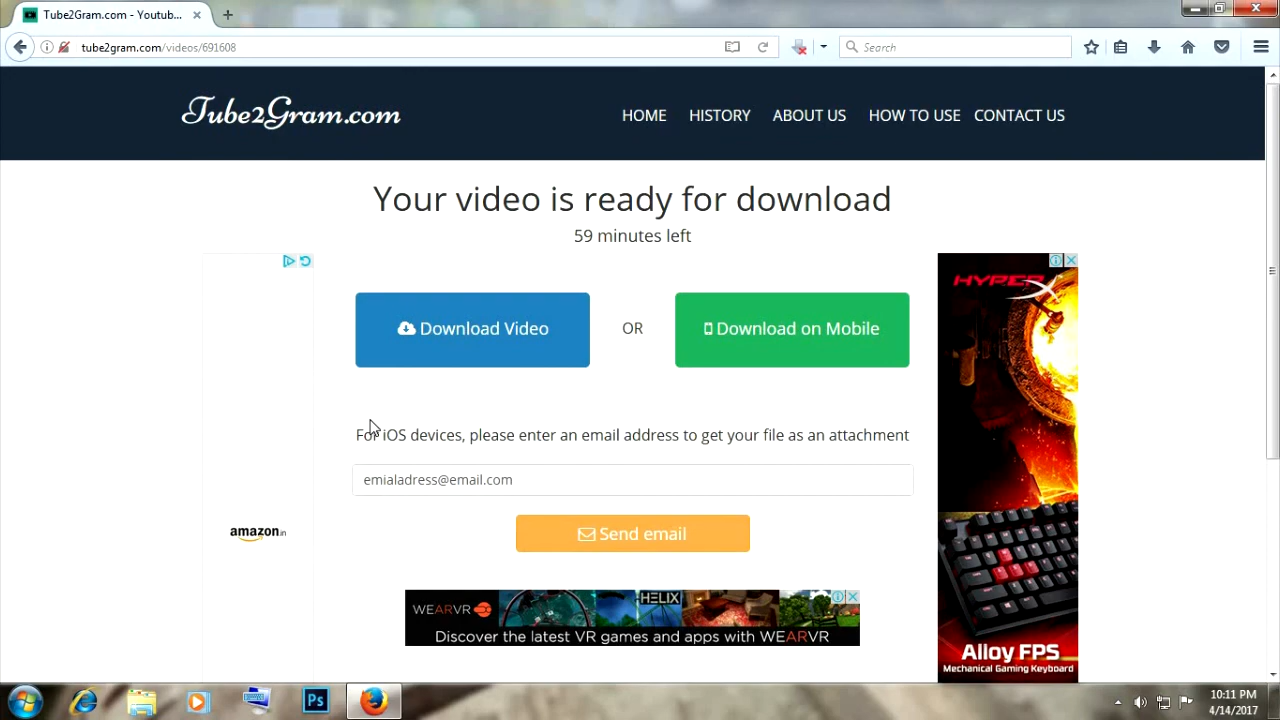 Tube2Gram.com - Youtub...
tube2gram.com/videos/691608
Search
Tube2Gram.com
HOME
HISTORY
ABOUT US
HOW TO USE
CONTACT US
Your video is ready for download
59 minutes left
Download Video
OR
Download on Mobile
For iOS devices, please enter an email address to get your file as an attachment
emialadress@email.com
Send email
amazon.in
HYPERX
Alloy FPS
Mechanical Gaming Keyboard
WEARVR
HELIX
Discover the latest VR games and apps with WEARVR
Ps
10:11 PM
4/14/2017